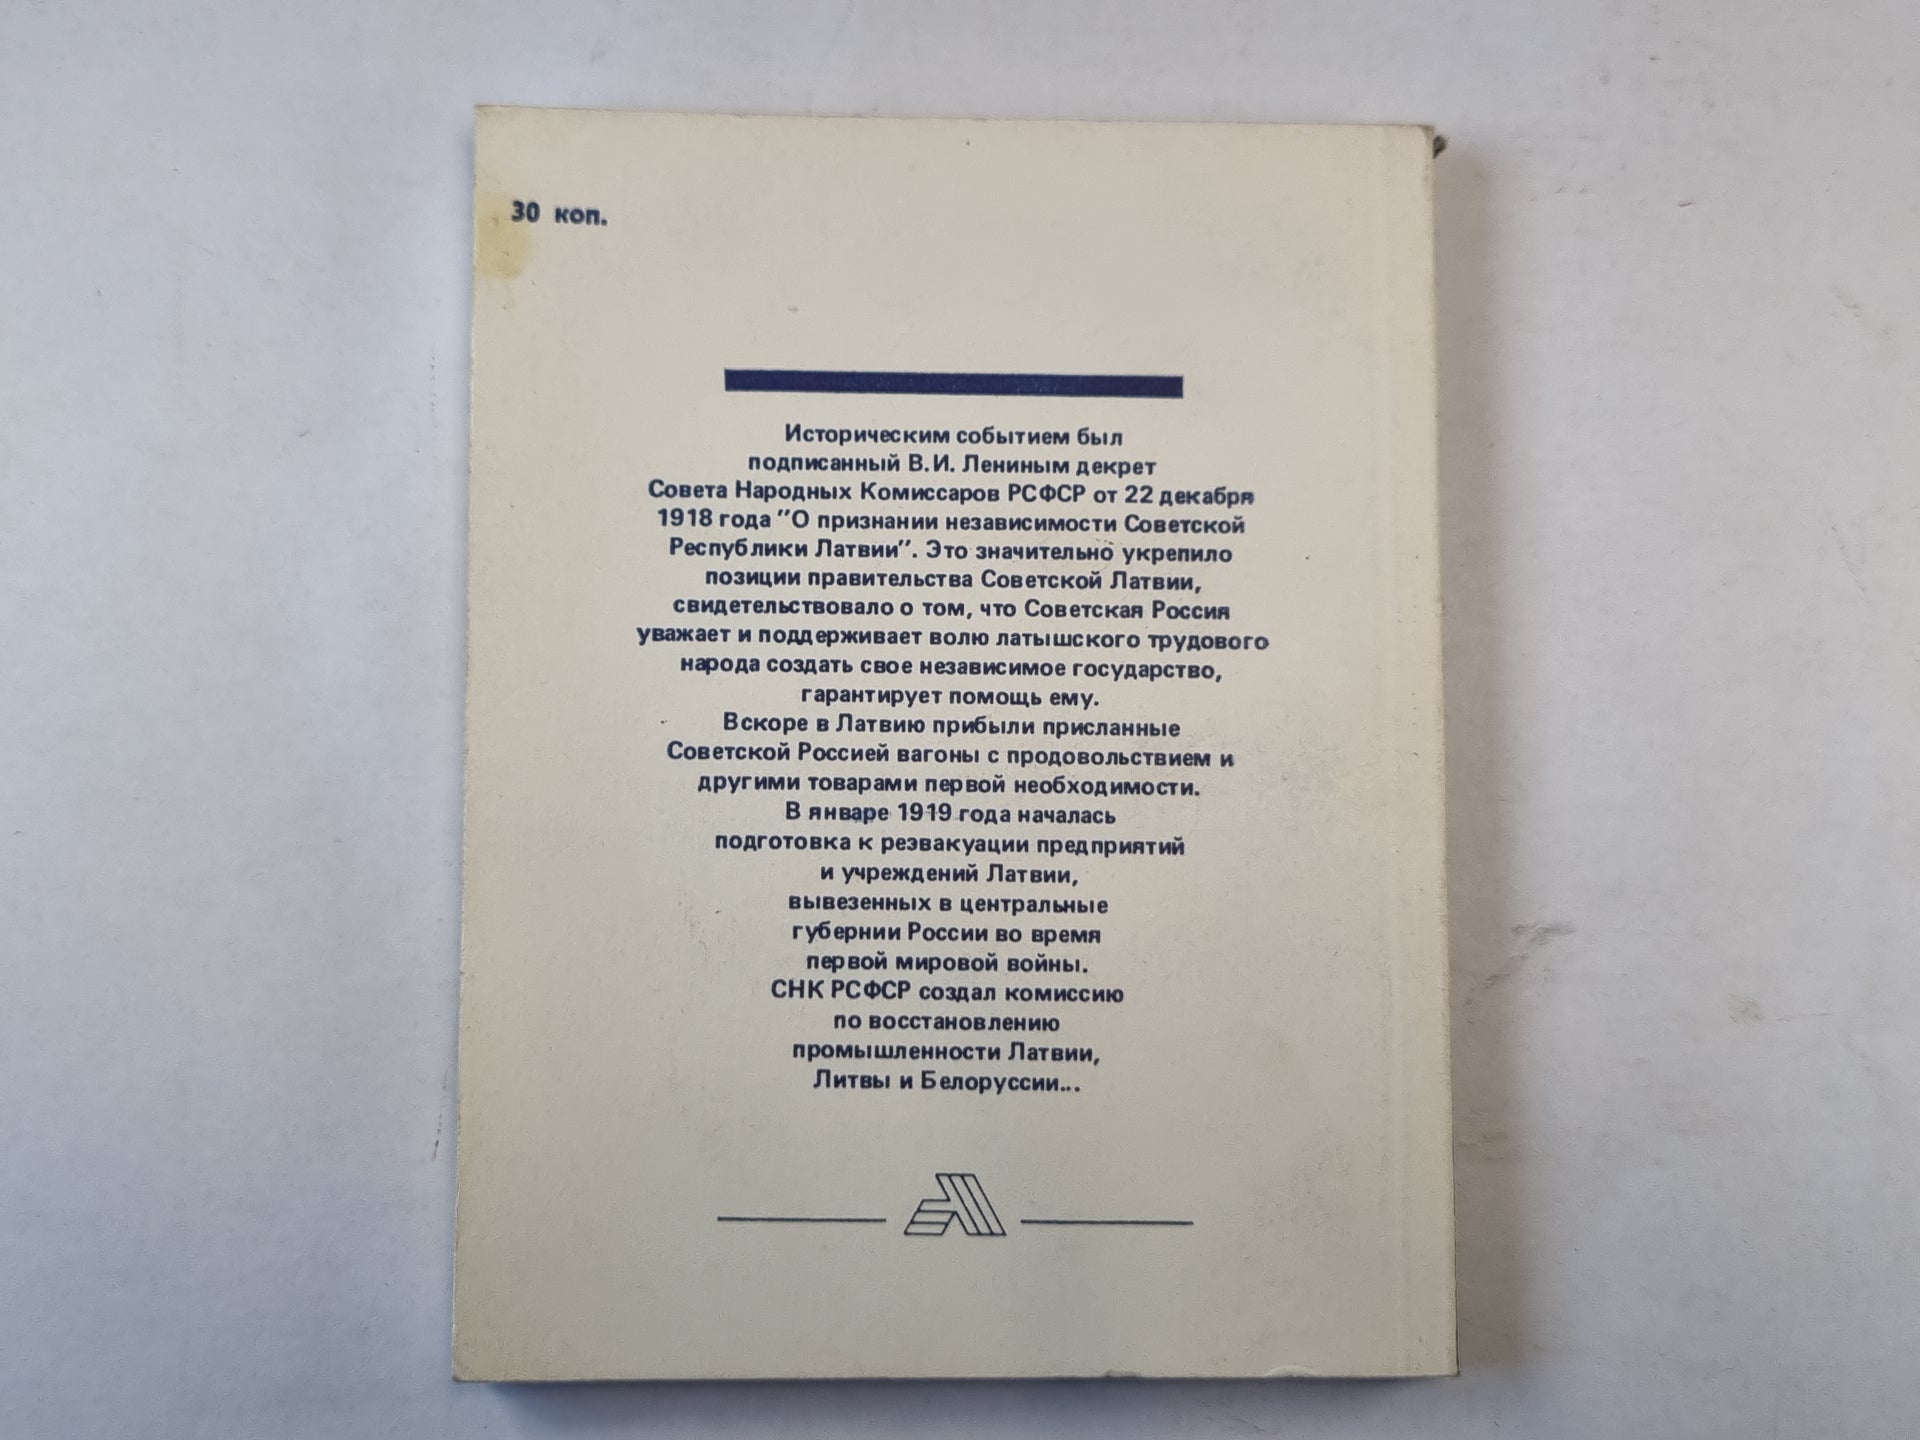 30 коп.
Историческим событием был
подписанный В.И. Лениным декрет
Совета Народных Комиссаров РСФСР от 22 декабря
1918 года "О признании независимости Советской
Республики Латвии". Это значительно укрепило
позиции правительства Советской Латвии,
свидетельствовало о том, что Советская Россия
уважает и поддерживает волю латышского трудового
народа создать свое независимое государство,
гарантирует помощь ему.
Вскоре в Латвию прибыли присланные
Советской Россией вагоны с продовольствием и
другими товарами первой необходимости.
В январе 1919 года началась
подготовка к резвакуации предприятий
и учреждений Латвии,
вывезенных в центральные
губернии России во время
первой мировой войны.
СНК РСФСР создал комиссию
по восстановлению
промышленности Латвии,
Литвы и Белоруссии...